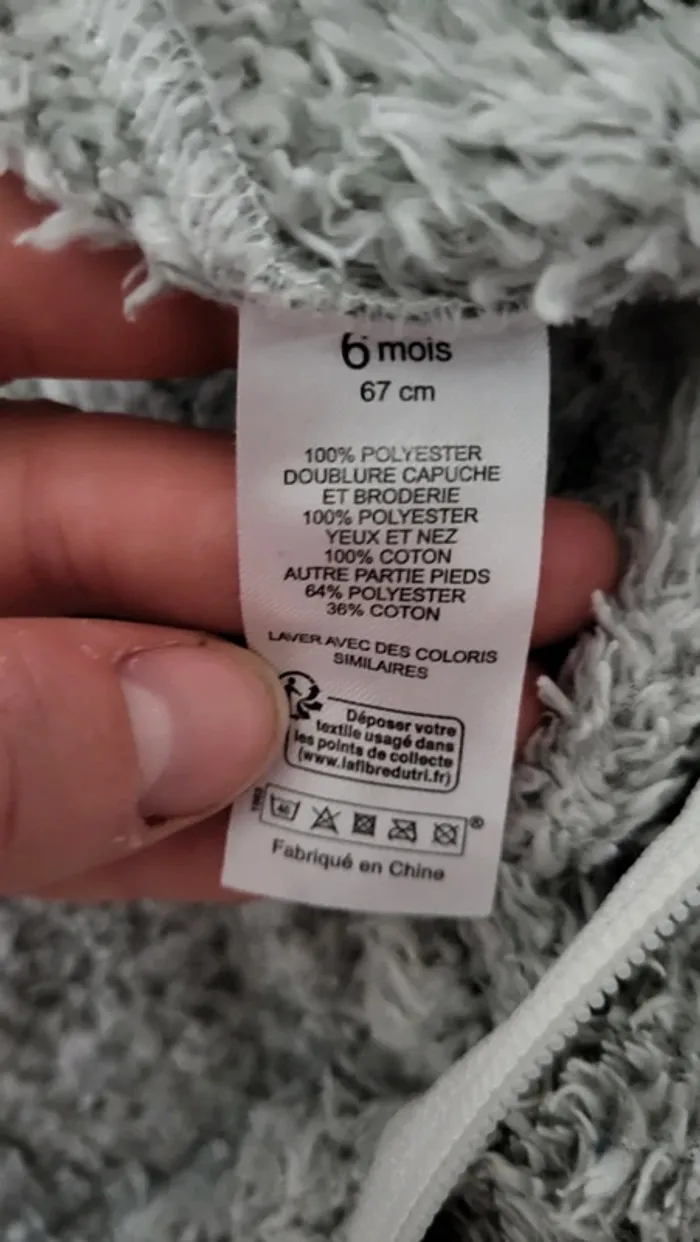 6 mois
67 cm
100% POLYESTER
DOUBLURE CAPUCHE
ET BRODERIE
100% POLYESTER
YEUX ET NEZ
100% COTON
AUTRE PARTIE PIEDS
64% POLYESTER
36% COTON
LAVER AVEC DES COLORIS
SIMILAIRES
Déposer votre
textile usagé dans
les points de collecte
(www.lafibredutri.fr)
40
®
Fabriqué en Chine